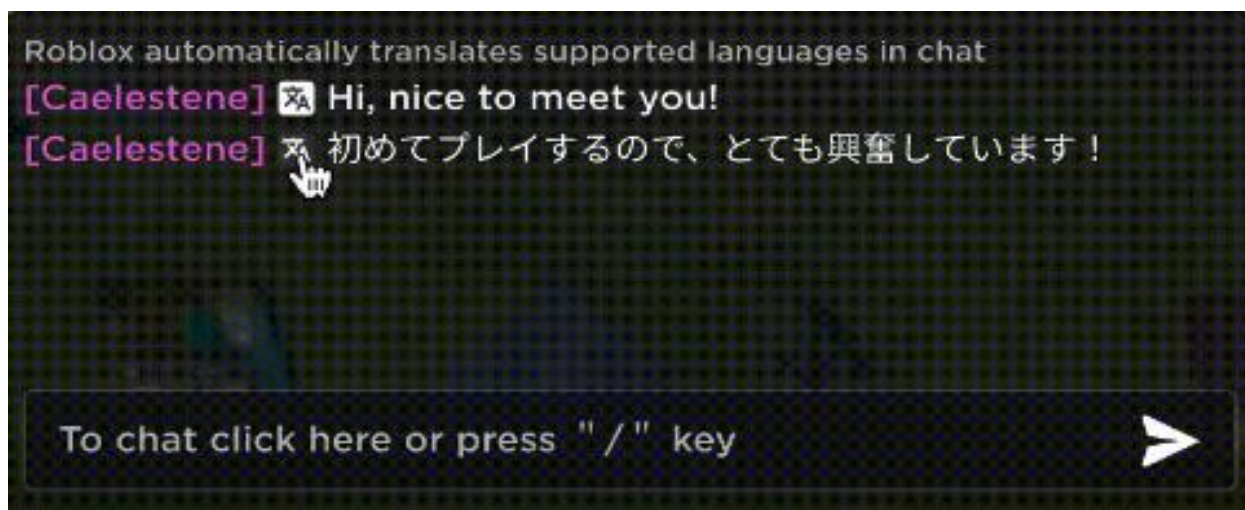 Roblox automatically translates supported languages in chat
[Caelestene] Hi, nice to meet you!
[Caelestene] 初めてプレイするので、とても興奮しています！
To chat click here or press "/" key